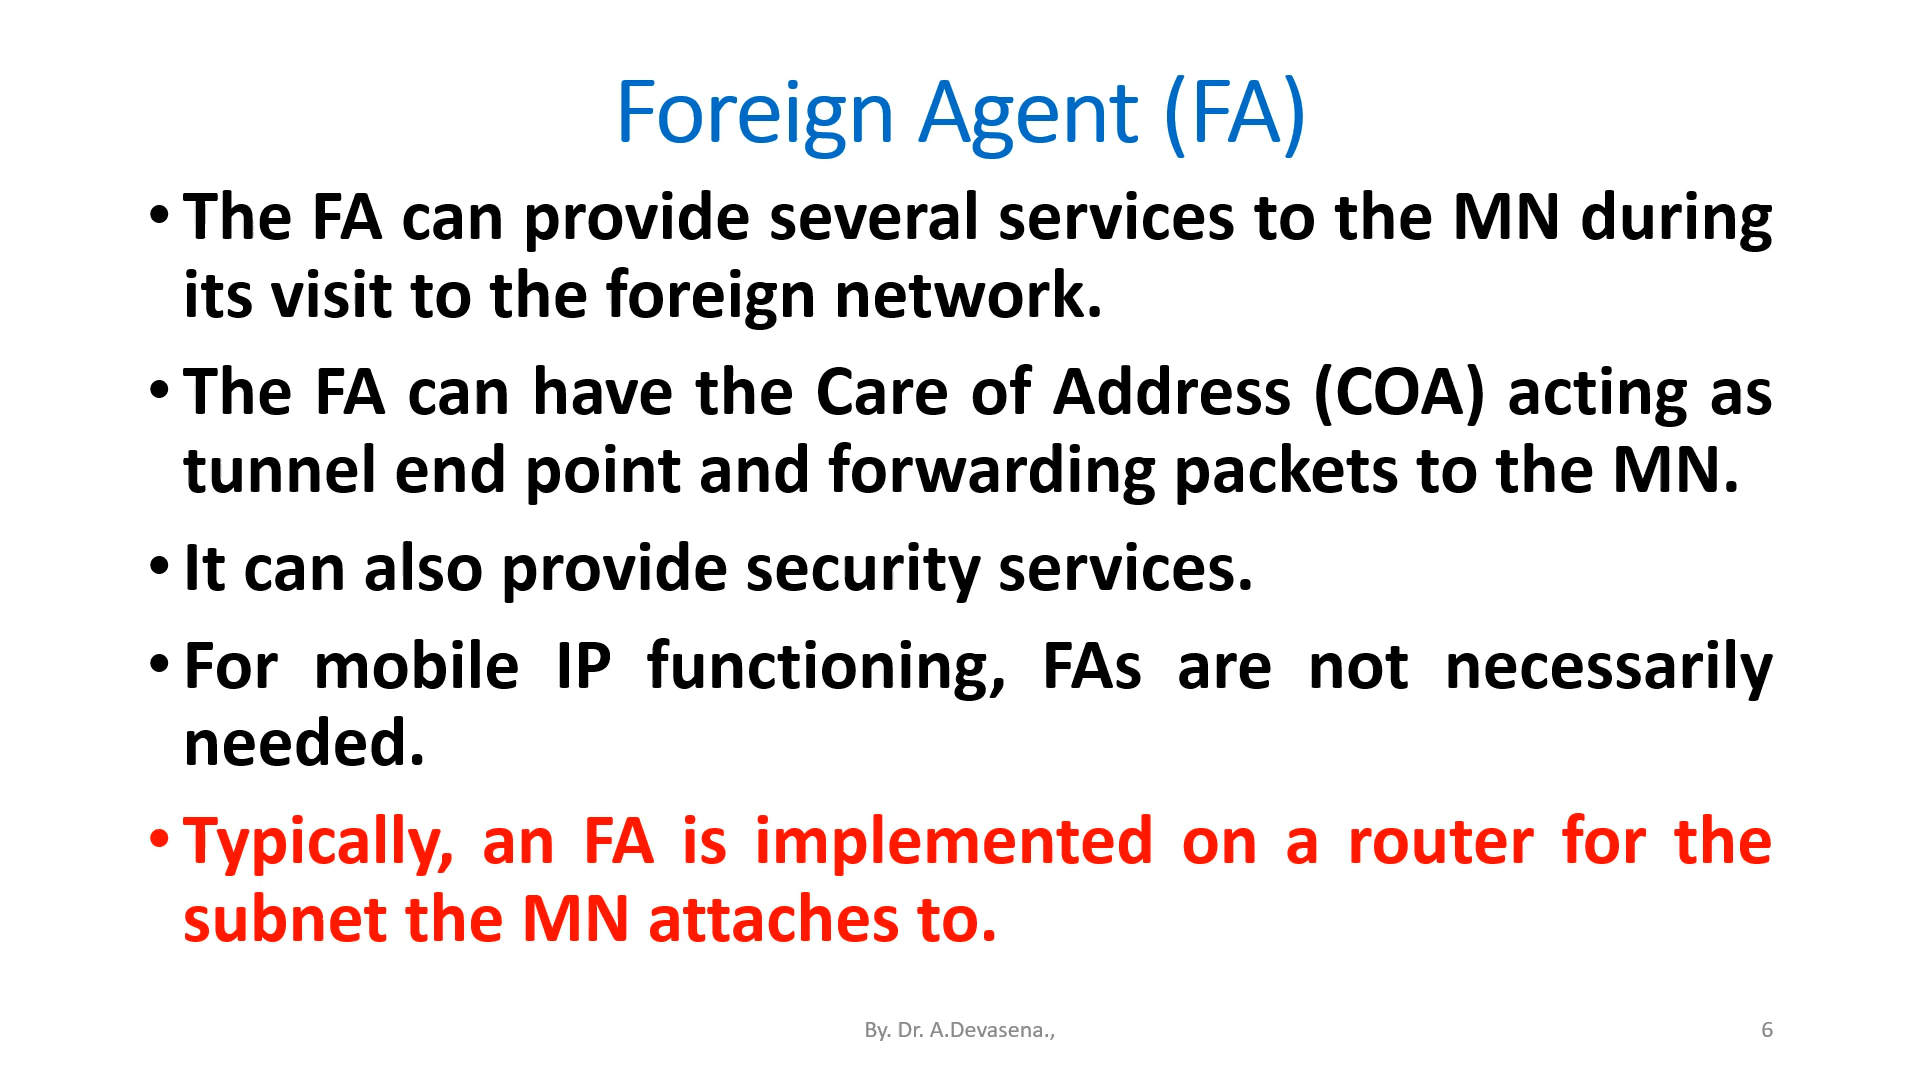 Foreign Agent (FA)
• The FA can provide several services to the MN during
its visit to the foreign network.
• The FA can have the Care of Address (COA) acting as
tunnel end point and forwarding packets to the MN.
• It can also provide security services.
• For mobile IP functioning, FAs are not necessarily
needed.
• Typically, an FA is implemented on a router for the
subnet the MN attaches to.
By. Dr. A.Devasena.,
6